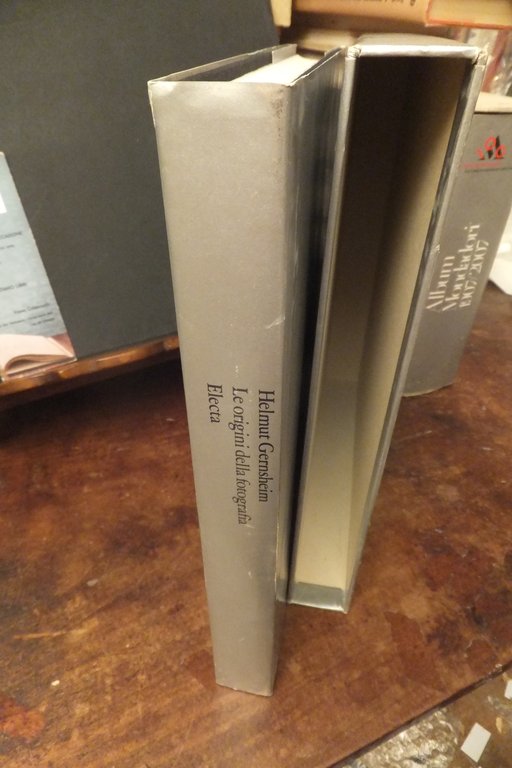 Helmut Gernsheim
Le origini della fotografia
Electa
Album
Mondadori
1907-2007